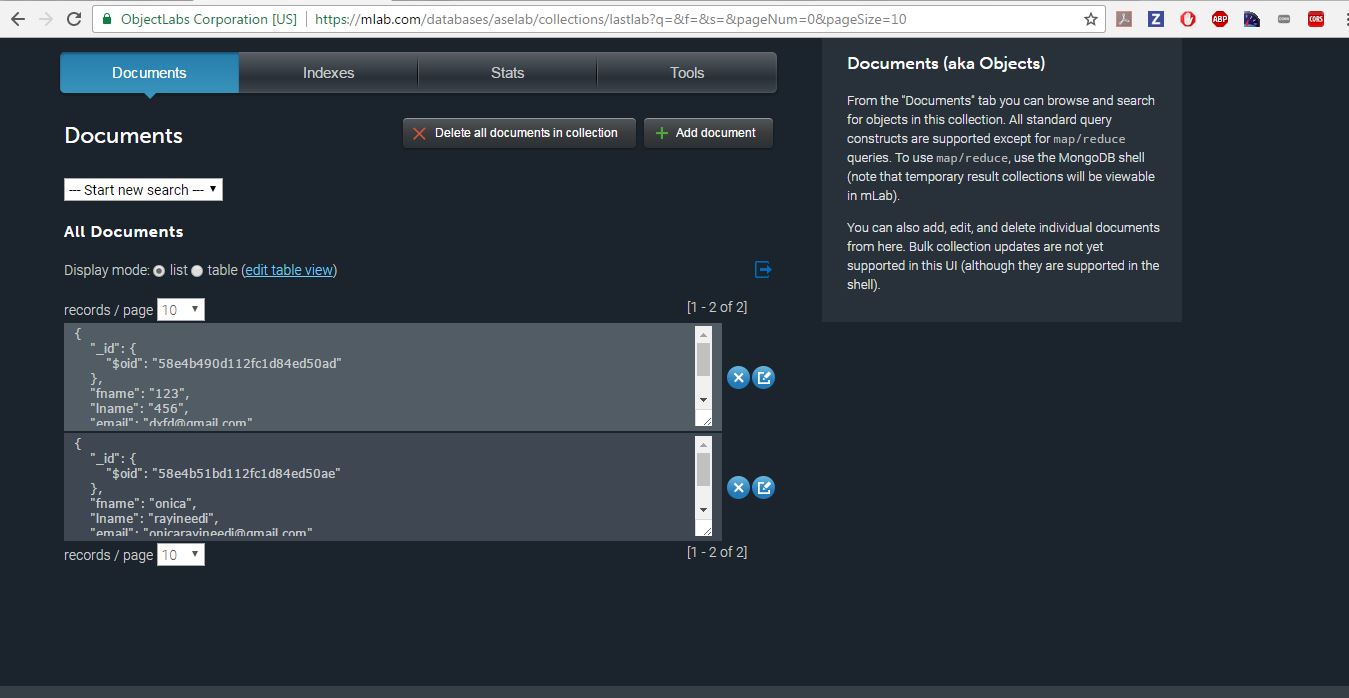 ObjectLabs Corporation [US] https://mlab.com/databases/aselab/collections/lastlab?q=&f=&s=&pageNum=0&pageSize=10
Z ABP CORS
Documents Indexes Stats Tools
Documents
Delete all documents in collection
Add document
--- Start new search ---
All Documents
Display mode: list table (edit table view)
records / page 10
[1 - 2 of 2]
{
"_id": {
"$oid": "58e4b490d112fc1d84ed50ad"
},
"fname": "123",
"lname": "456",
"email": "dxfd@gmail.com"
{
"_id": {
"$oid": "58e4b51bd112fc1d84ed50ae"
},
"fname": "onica",
"lname": "rayineedi",
"email": "onicarayineedi@gmail.com"
records / page 10
[1 - 2 of 2]
Documents (aka Objects)
From the "Documents" tab you can browse and search
for objects in this collection. All standard query
constructs are supported except for map/reduce
queries. To use map/reduce, use the MongoDB shell
(note that temporary result collections will be viewable
in mLab).
You can also add, edit, and delete individual documents
from here. Bulk collection updates are not yet
supported in this UI (although they are supported in the
shell).